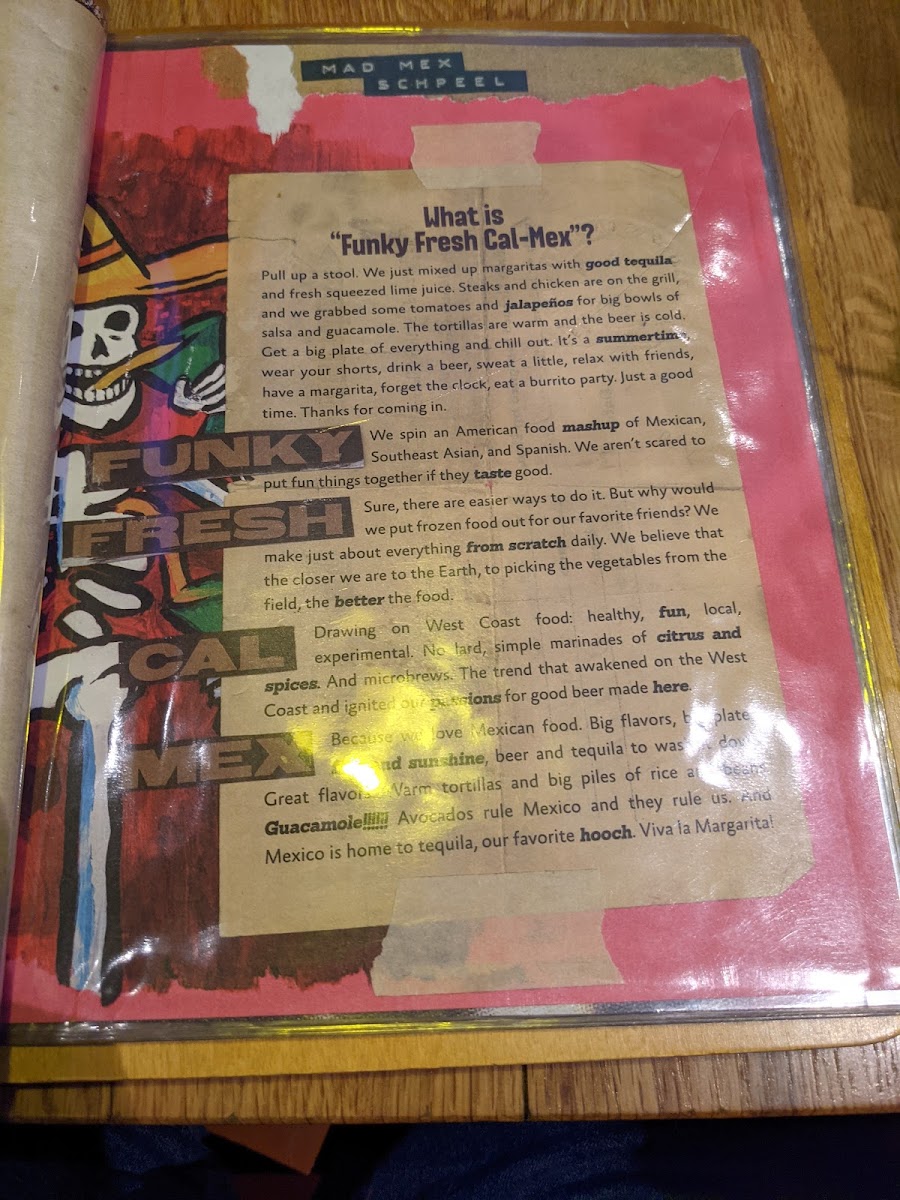 MAD MEX
SCHPEEL
What is
"Funky Fresh Cal-Mex"?
Pull up a stool. We just mixed up margaritas with good tequila
and fresh squeezed lime juice. Steaks and chicken are on the grill,
and we grabbed some tomatoes and jalapeños for big bowls of
salsa and guacamole. The tortillas are warm and the beer is cold.
Get a big plate of everything and chill out. It's a summertime,
wear your shorts, drink a beer, sweat a little, relax with friends,
have a margarita, forget the clock, eat a burrito party. Just a good
time. Thanks for coming in.
FUNKY
We spin an American food mashup of Mexican,
Southeast Asian, and Spanish. We aren't scared to
put fun things together if they taste good.
FRESH
Sure, there are easier ways to do it. But why would
we put frozen food out for our favorite friends? We
make just about everything from scratch daily. We believe that
the closer we are to the Earth, to picking the vegetables from the
field, the better the food.
CAL
Drawing on West Coast food: healthy, fun, local,
experimental. No lard, simple marinades of citrus and
spices. And microbrews. The trend that awakened on the West
Coast and ignited our passions for good beer made here.
MEX
Because we love Mexican food. Big flavors, plate
and sunshine, beer and tequila to down
Great flavors. Warm tortillas and big piles of rice and beans
Guacamole!!!!!! Avocados rule Mexico and they rule us. And
Mexico is home to tequila, our favorite hooch. Viva la Margarita!